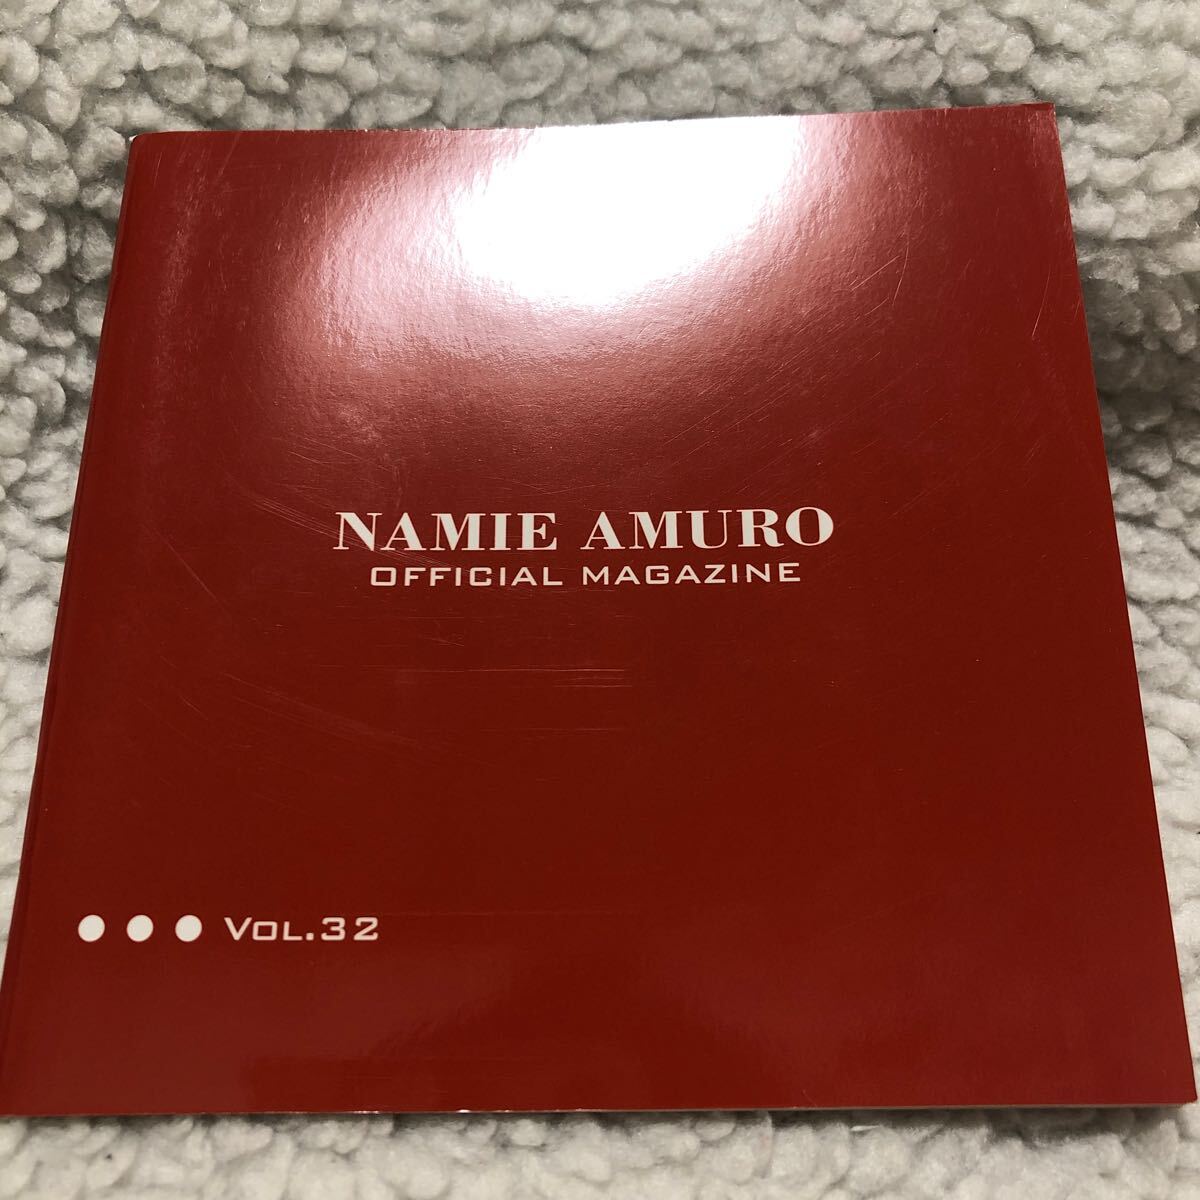 NAMIE AMURO
OFFICIAL MAGAZINE
●●● VOL.32